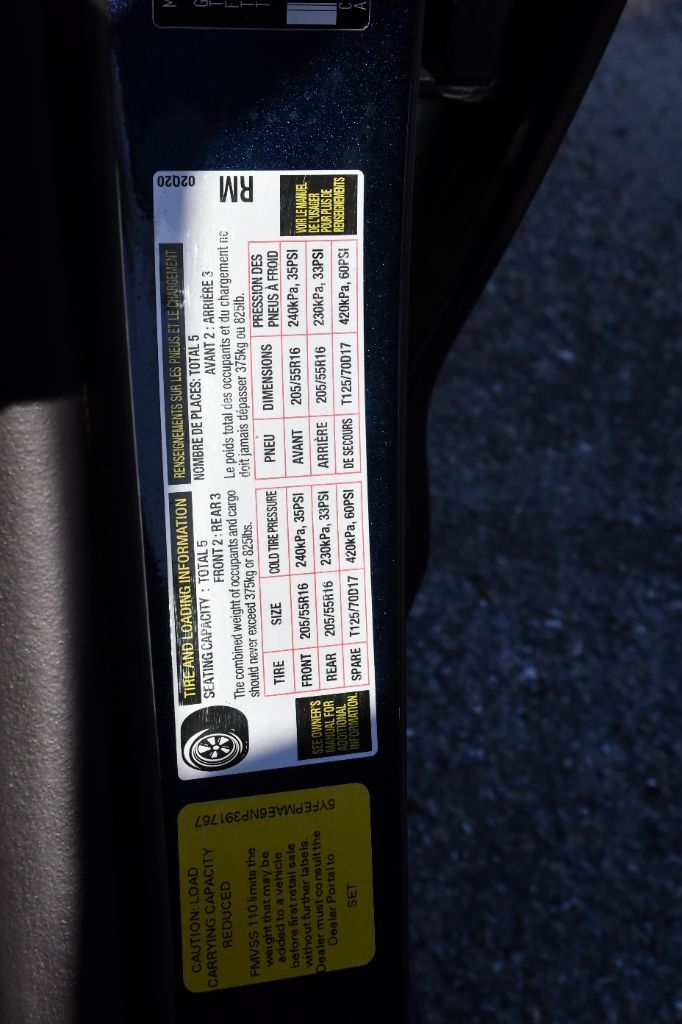 TIRE AND LOADING INFORMATION
SEATING CAPACITY : TOTAL 5
FRONT 2 : REAR 3
The combined weight of occupants and cargo
should never exceed 375kg or 825lbs.
TIRE SIZE COLD TIRE PRESSURE
FRONT 205/55R16 240kPa, 35PSI
REAR 205/55R16 230kPa, 33PSI
SPARE T125/70D17 420kPa, 60PSI
SEE OWNER'S
MANUAL FOR
ADDITIONAL
INFORMATION.
RENSEIGNEMENTS SUR LES PNEUS ET LE CHARGEMENT
NOMBRE DE PLACES: TOTAL 5
AVANT 2 : ARRIÈRE 3
Le poids total des occupants et du chargement ne
doit jamais dépasser 375kg ou 825lb.
PNEU DIMENSIONS PRESSION DES
PNEUS À FROID
AVANT 205/55R16 240kPa, 35PSI
ARRIÈRE 205/55R16 230kPa, 33PSI
DE SECOURS T125/70D17 420kPa, 60PSI
02Q20
RM
VOIR LE MANUEL
DE L'USAGER
POUR PLUS DE
RENSEIGNEMENTS
CAUTION: LOAD
CARRYING CAPACITY
REDUCED
FMVSS 110 limits the
weight that may be
added to a vehicle
before first retail sale
without further labels.
Dealer must consult the
Dealer Portal to
SET
5YFEPMAE6NP391767